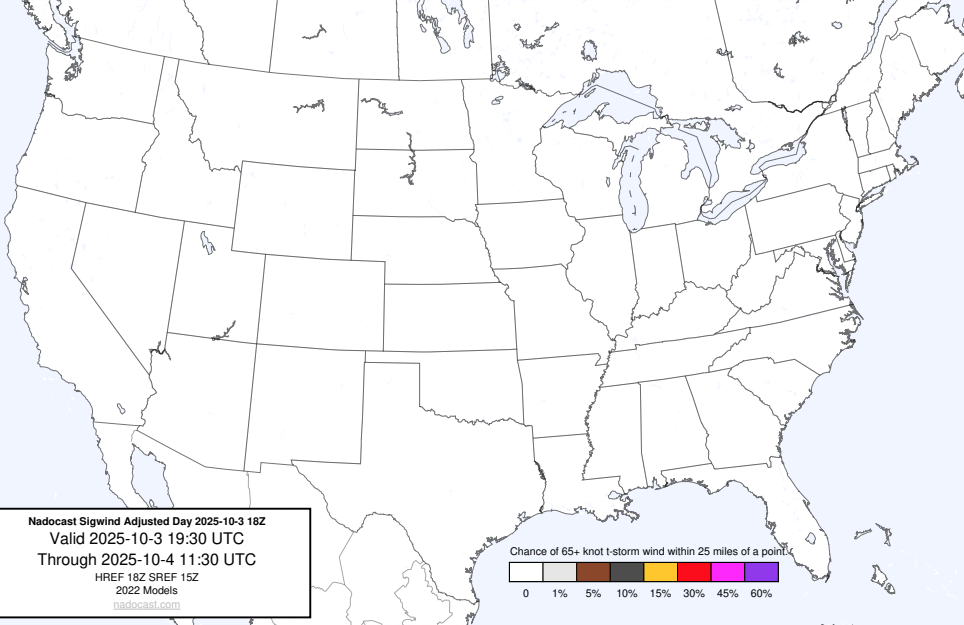 Nadocast Sigwind Adjusted Day 2025-10-3 18Z
Valid 2025-10-3 19:30 UTC
Through 2025-10-4 11:30 UTC
HREF 18Z SREF 15Z
2022 Models
nadocast.com
Chance of 65+ knot t-storm wind within 25 miles of a point.
0 1% 5% 10% 15% 30% 45% 60%